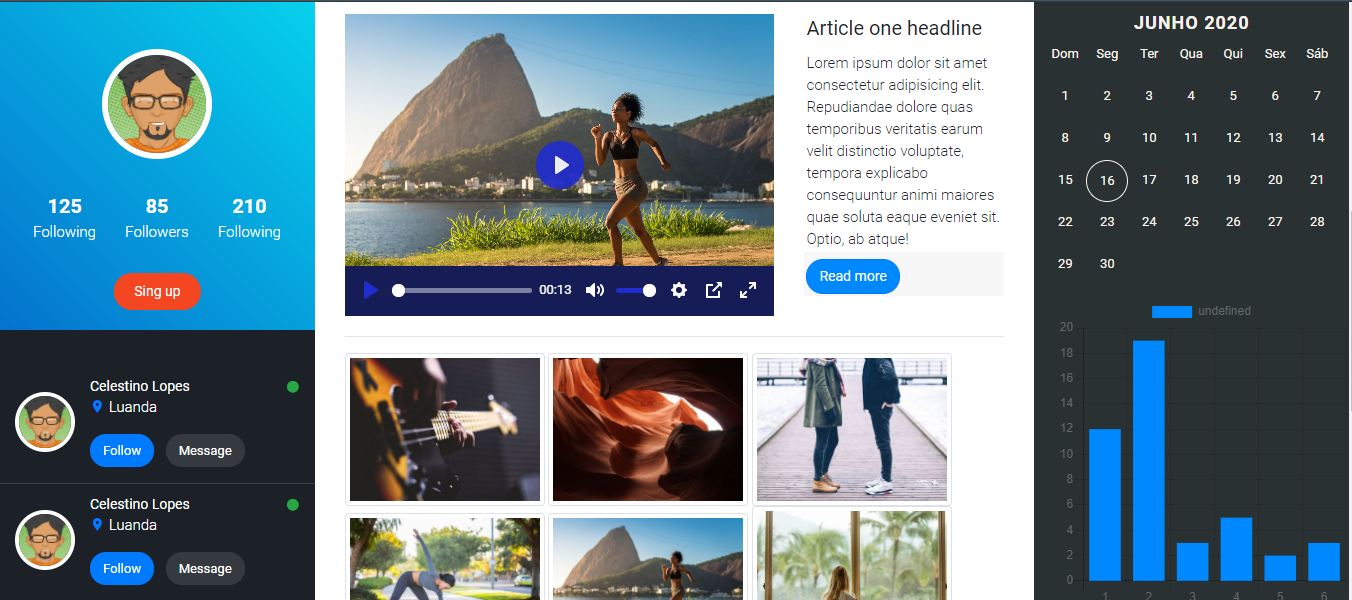 125
85
210
Following
Followers
Following
Sing up
Celestino Lopes
Luanda
Follow
Message
Celestino Lopes
Luanda
Follow
Message
00:13
Article one headline
Lorem ipsum dolor sit amet
consectetur adipisicing elit.
Repudiandae dolore quas
temporibus veritatis earum
velit distinctio voluptate,
tempora explicabo
consequuntur animi maiores
quae soluta eaque eveniet sit.
Optio, ab atque!
Read more
JUNHO 2020
Dom Seg Ter Qua Qui Sex Sáb
1 2 3 4 5 6 7
8 9 10 11 12 13 14
15 16 17 18 19 20 21
22 23 24 25 26 27 28
29 30
undefined
20
18
16
14
12
10
8
6
4
2
0
1 2 3 4 5 6